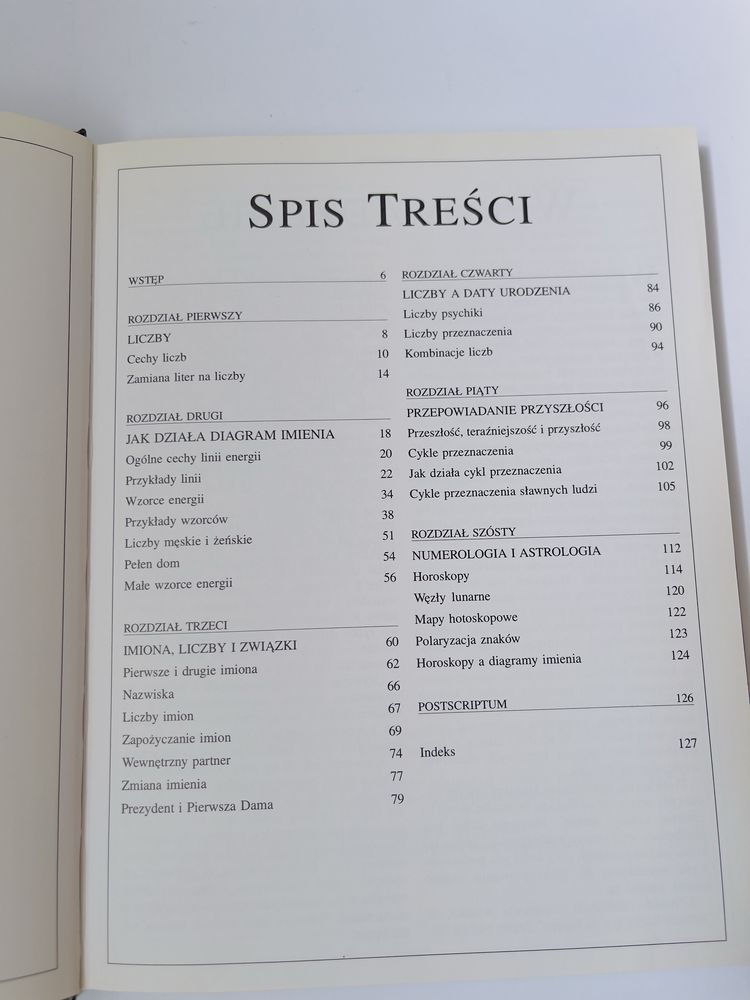 SPIS TREŚCI
WSTĘP 6
ROZDZIAŁ PIERWSZY
LICZBY 8
Cechy liczb 10
Zamiana liter na liczby 14
ROZDZIAŁ DRUGI
JAK DZIAŁA DIAGRAM IMIENIA 18
Ogólne cechy linii energii 20
Przykłady linii 22
Wzorce energii 34
Przykłady wzorców 38
Liczby męskie i żeńskie 51
Pełen dom 54
Małe wzorce energii 56
ROZDZIAŁ TRZECI
IMIONA, LICZBY I ZWIĄZKI 60
Pierwsze i drugie imiona 62
Nazwiska 66
Liczby imion 67
Zapożyczanie imion 69
Wewnętrzny partner 74
Zmiana imienia 77
Prezydent i Pierwsza Dama 79
ROZDZIAŁ CZWARTY
LICZBY A DATY URODZENIA 84
Liczby psychiki 86
Liczby przeznaczenia 90
Kombinacje liczb 94
ROZDZIAŁ PIĄTY
PRZEPOWIADANIE PRZYSZŁOŚCI 96
Przeszłość, teraźniejszość i przyszłość 98
Cykle przeznaczenia 99
Jak działa cykl przeznaczenia 102
Cykle przeznaczenia sławnych ludzi 105
ROZDZIAŁ SZÓSTY
NUMEROLOGIA I ASTROLOGIA 112
Horoskopy 114
Węzły lunarne 120
Mapy hotoskopowe 122
Polaryzacja znaków 123
Horoskopy a diagramy imienia 124
POSTSCRIPTUM 126
Indeks 127